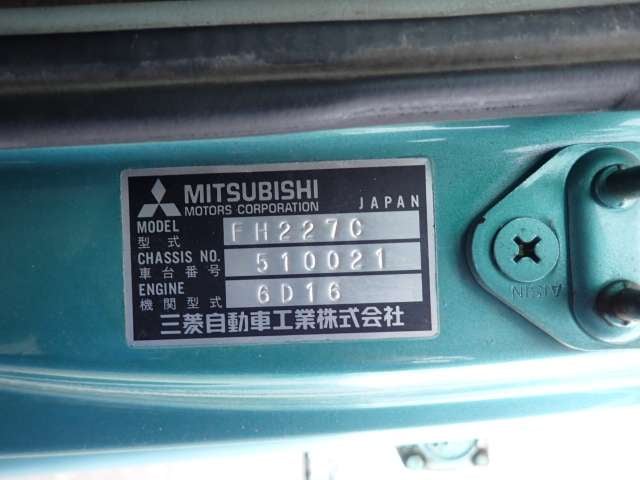 MITSUBISHI
MOTORS CORPORATION JAPAN
MODEL FH227C
型式
CHASSIS NO. 510021
車台番号
ENGINE 6D16
機関型式
三菱自動車工業株式会社
AISIN